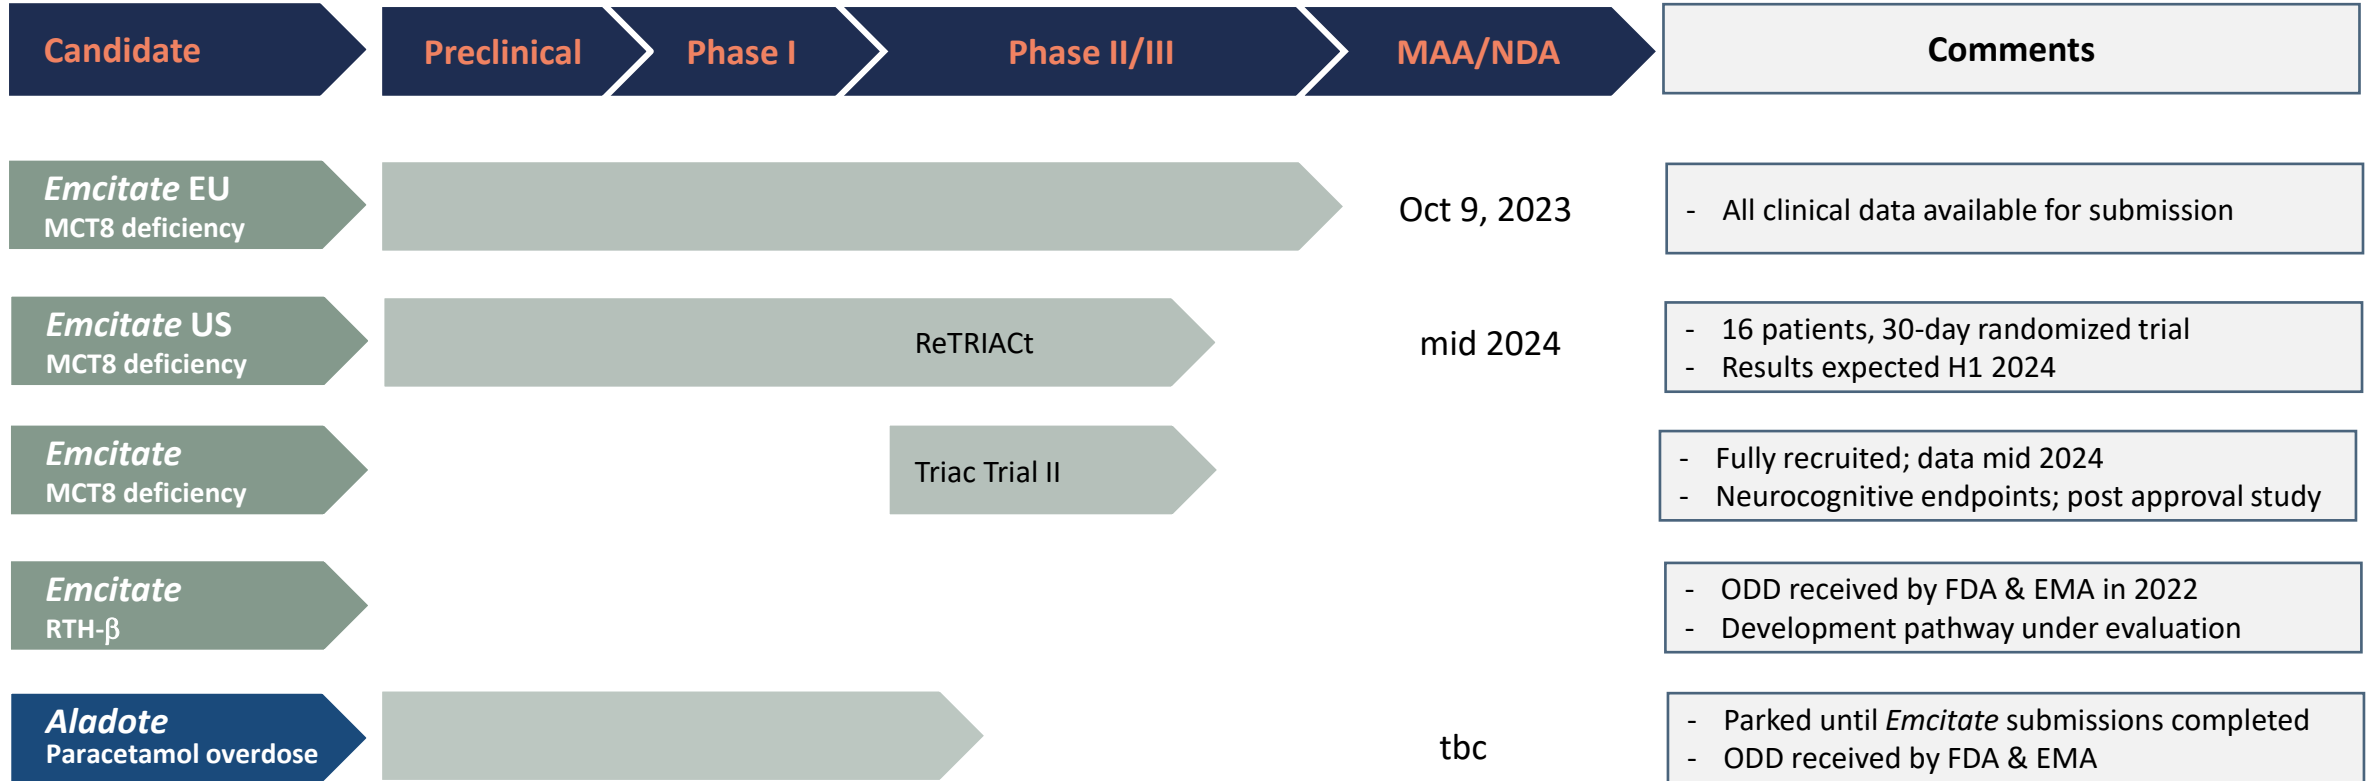 Candidate
Preclinical
Phase I
Phase II/III
MAA/NDA
Comments
Emcitate EU
MCT8 deficiency
Oct 9, 2023
- All clinical data available for submission
Emcitate US
MCT8 deficiency
ReTRIACt
mid 2024
- 16 patients, 30-day randomized trial
- Results expected H1 2024
Emcitate
MCT8 deficiency
Triac Trial II
- Fully recruited; data mid 2024
- Neurocognitive endpoints; post approval study
Emcitate
RTH-β
- ODD received by FDA & EMA in 2022
- Development pathway under evaluation
Aladote
Paracetamol overdose
tbc
- Parked until Emcitate submissions completed
- ODD received by FDA & EMA